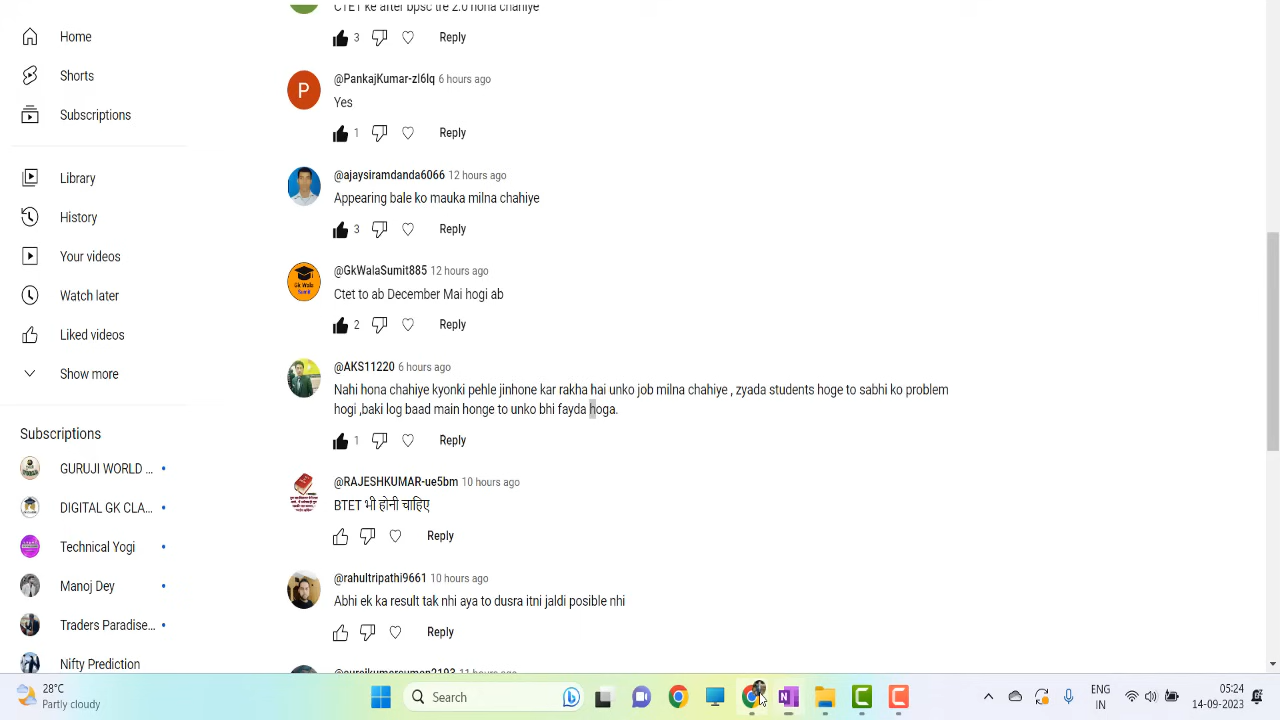 CTET ke after bpsc tre 2.0 hona chahiye
3 Reply
Home
Shorts
Subscriptions
Library
History
Your videos
Watch later
Liked videos
Show more
Subscriptions
GURUJI WORLD ...
DIGITAL GK CLA...
Technical Yogi
Manoj Dey
Traders Paradise...
Nifty Prediction
@PankajKumar-zl6lq 6 hours ago
Yes
1 Reply
@ajaysiramdanda6066 12 hours ago
Appearing bale ko mauka milna chahiye
3 Reply
@GkWalaSumit885 12 hours ago
Gk Wala
Sumit
Ctet to ab December Mai hogi ab
2 Reply
@AKS11220 6 hours ago
Nahi hona chahiye kyonki pehle jinhone kar rakha hai unko job milna chahiye , zyada students hoge to sabhi ko problem
hogi ,baki log baad main honge to unko bhi fayda hoga.
1 Reply
@RAJESHKUMAR-ue5bm 10 hours ago
BTET भी होनी चाहिए
Reply
@rahultripathi9661 10 hours ago
Abhi ek ka result tak nhi aya to dusra itni jaldi posible nhi
Reply
28°C
Partly cloudy
Search
ENG
IN
05:24
14-09-2023